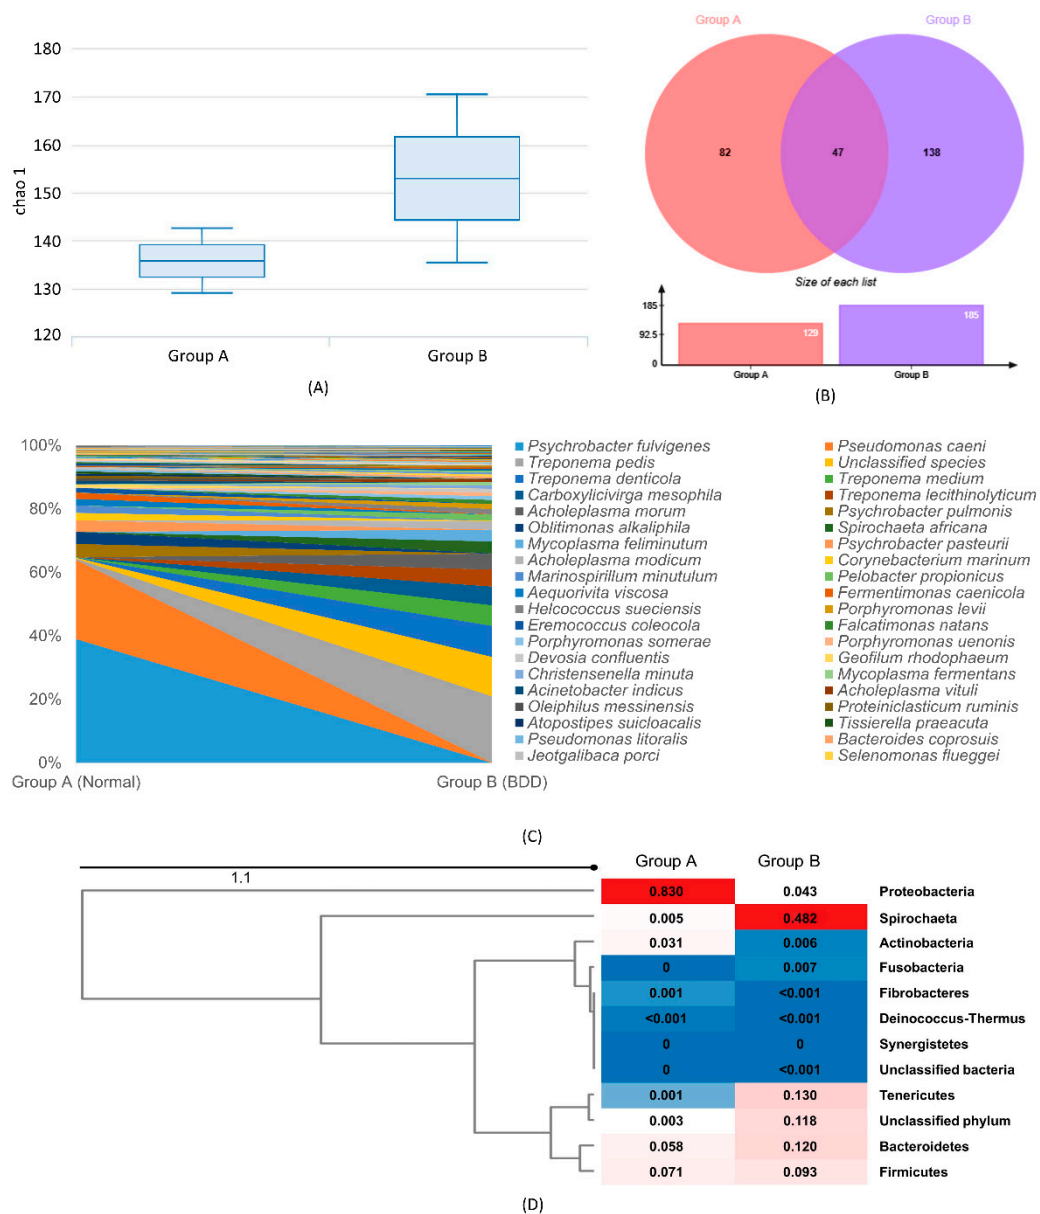 180
170
160
150
140
130
120
chao 1
Group A
Group B
(A)
Group A
Group B
82
47
138
Size of each list
185
92.5
0
129
185
Group A
Group B
(B)
100%
80%
60%
40%
20%
0%
Group A (Normal)
Group B (BDD)
Psychrobacter fulvigenes
Pseudomonas caeni
Treponema pedis
Unclassified species
Treponema denticola
Treponema medium
Carboxylicivirga mesophila
Treponema lecithinolyticum
Acholeplasma morum
Psychrobacter pulmonis
Oblitimonas alkaliphila
Spirochaeta africana
Mycoplasma feliminutum
Psychrobacter pasteurii
Acholeplasma modicum
Corynebacterium marinum
Marinospirillum minutulum
Pelobacter propionicus
Aequorivita viscosa
Fermentimonas caenicola
Helcococcus sueciensis
Porphyromonas levii
Eremococcus coleocola
Falcatimonas natans
Porphyromonas somerae
Porphyromonas uenonis
Devosia confluentis
Geofilum rhodophaeum
Christensenella minuta
Mycoplasma fermentans
Acinetobacter indicus
Acholeplasma vituli
Oleiphilus messinensis
Proteiniclasticum ruminis
Atopostipes suicloacalis
Tissierella praeacuta
Pseudomonas litoralis
Bacteroides coprosuis
Jeotgalibaca porci
Selenomonas flueggei
(C)
1.1
Group A
Group B
0.830 0.043 Proteobacteria
0.005 0.482 Spirochaeta
0.031 0.006 Actinobacteria
0 0.007 Fusobacteria
0.001 <0.001 Fibrobacteres
<0.001 <0.001 Deinococcus-Thermus
0 0 Synergistetes
0 <0.001 Unclassified bacteria
0.001 0.130 Tenericutes
0.003 0.118 Unclassified phylum
0.058 0.120 Bacteroidetes
0.071 0.093 Firmicutes
(D)